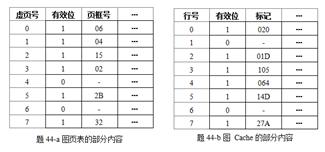 虚页号 有效位 页框号 ...
0 1 06 ...
1 1 04 ...
2 1 15 ...
3 1 02 ...
4 0 - ...
5 1 2B ...
6 0 - ...
7 1 32 ...
题 44-a 图页表的部分内容
行号 有效位 标记 ...
0 1 020 ...
1 0 - ...
2 1 01D ...
3 1 105 ...
4 1 064 ...
5 1 14D ...
6 0 - ...
7 1 27A ...
题 44-b 图 Cache 的部分内容